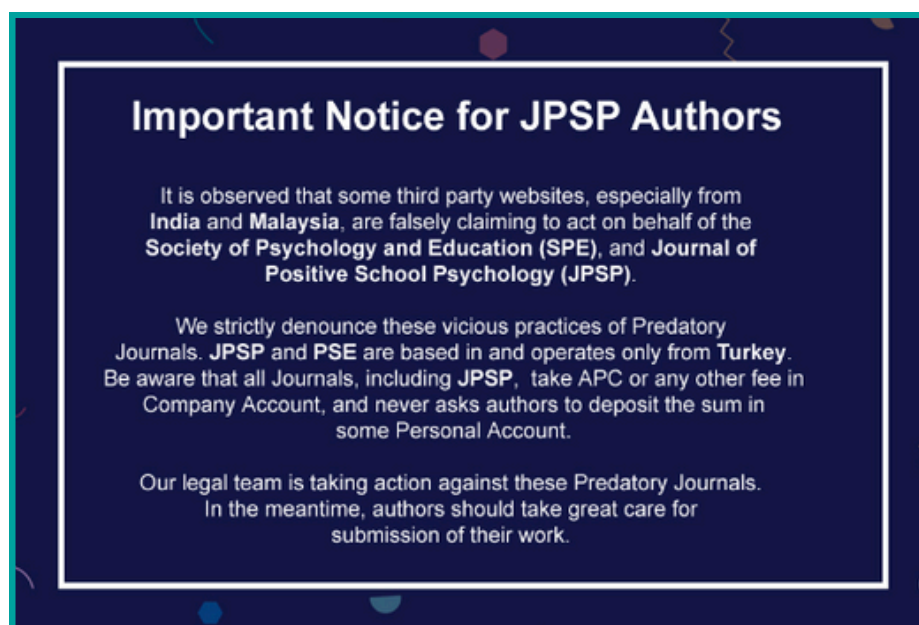 Important Notice for JPSP Authors
It is observed that some third party websites, especially from
India and Malaysia, are falsely claiming to act on behalf of the
Society of Psychology and Education (SPE), and Journal of
Positive School Psychology (JPSP).
We strictly denounce these vicious practices of Predatory
Journals. JPSP and PSE are based in and operates only from Turkey.
Be aware that all Journals, including JPSP, take APC or any other fee in
Company Account, and never asks authors to deposit the sum in
some Personal Account.
Our legal team is taking action against these Predatory Journals.
In the meantime, authors should take great care for
submission of their work.